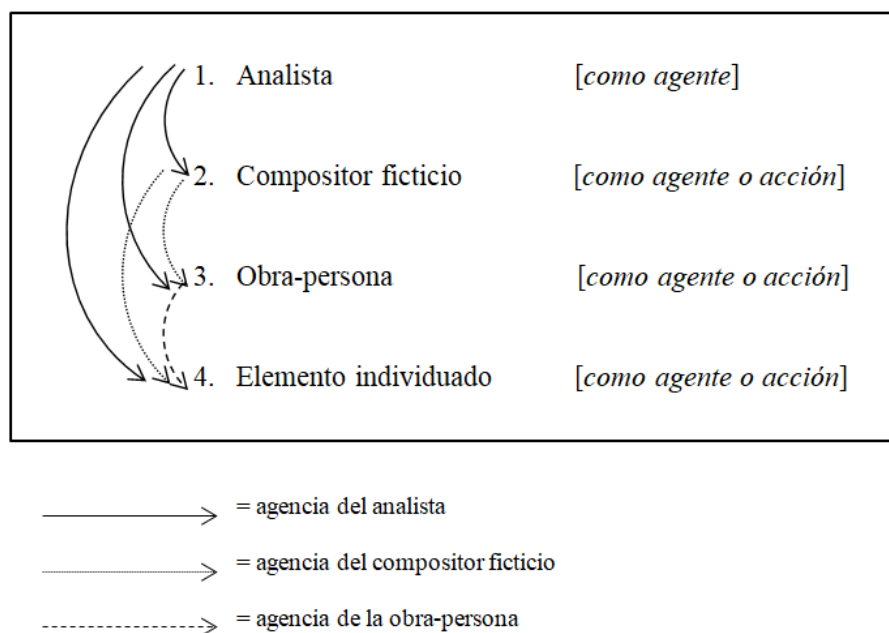 1. Analista [como agente]
2. Compositor ficticio [como agente o acción]
3. Obra-persona [como agente o acción]
4. Elemento individuado [como agente o acción]
= agencia del analista
= agencia del compositor ficticio
= agencia de la obra-persona